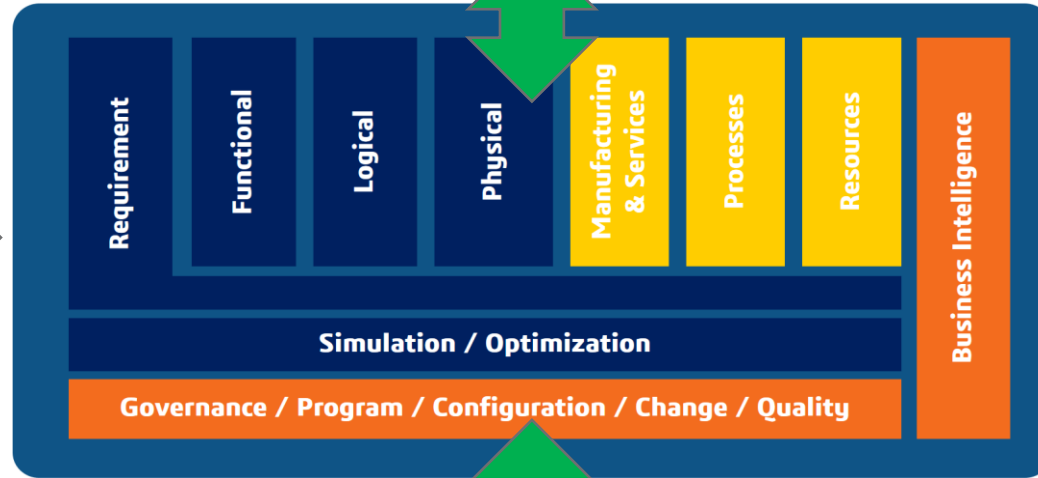 Requirement
Functional
Logical
Physical
Manufacturing
& Services
Processes
Resources
Business Intelligence
Simulation / Optimization
Governance / Program / Configuration / Change / Quality